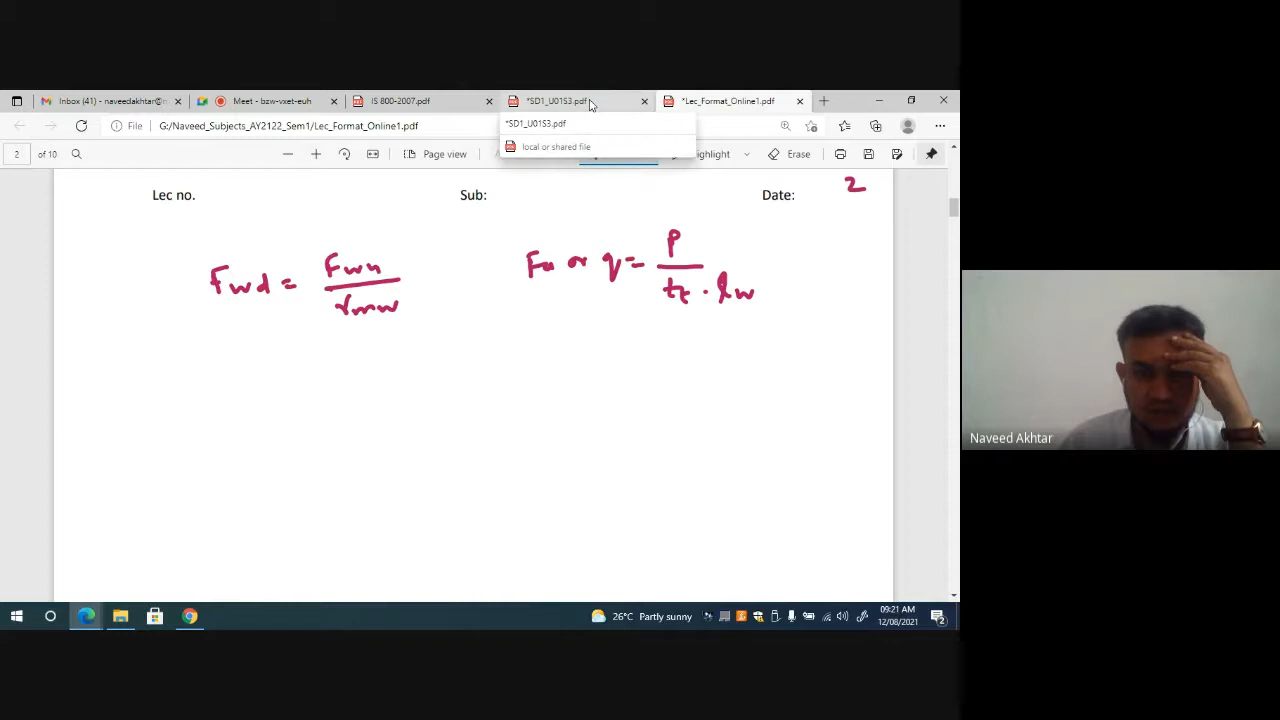 Inbox (41) - naveedakhtar@n
Meet - bzw-vxet-euh
IS 800-2007.pdf
*SD1_U01S3.pdf
*Lec_Format_Online1.pdf
File
G:/Naveed_Subjects_AY2122_Sem1/Lec_Format_Online1.pdf
*SD1_U01S3.pdf
local or shared file
2 of 10
Page view
Highlight
Erase
2
Lec no. Sub: Date:
Fwd = Fwn / γmw
Fa or q = P / tt . lw
Naveed Akhtar
26°C Partly sunny
09:21 AM
12/08/2021
2